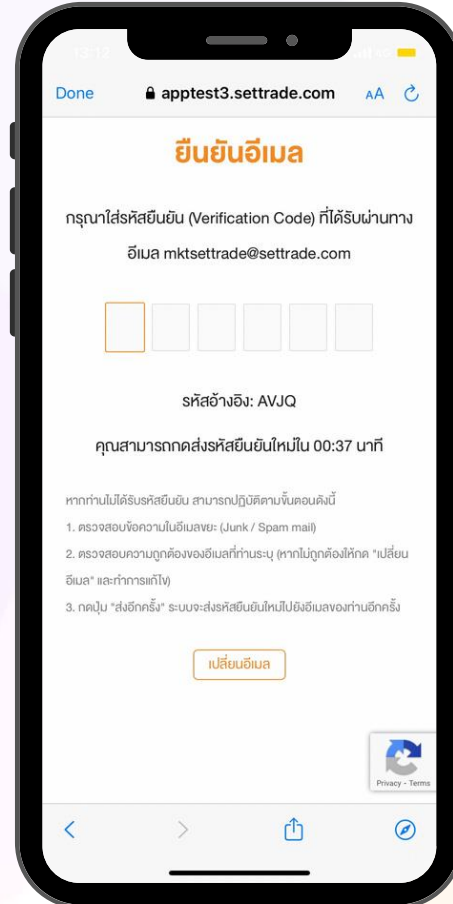 13:12
Done apptest3.settrade.com AA
ยืนยันอีเมล
กรุณาใส่รหัสยืนยัน (Verification Code) ที่ได้รับผ่านทาง
อีเมล mktsettrade@settrade.com
รหัสอ้างอิง: AVJQ
คุณสามารถกดส่งรหัสยืนยันใหม่ใน 00:37 นาที
หากท่านไม่ได้รับรหัสยืนยัน สามารถปฏิบัติตามขั้นตอนดังนี้
1. ตรวจสอบข้อความในอีเมลขยะ (Junk / Spam mail)
2. ตรวจสอบความถูกต้องของอีเมลที่ท่านระบุ (หากไม่ถูกต้องให้กด "เปลี่ยน
อีเมล" และทำการแก้ไข)
3. กดปุ่ม "ส่งอีกครั้ง" ระบบจะส่งรหัสยืนยันใหม่ไปยังอีเมลของท่านอีกครั้ง
เปลี่ยนอีเมล
Privacy - Terms